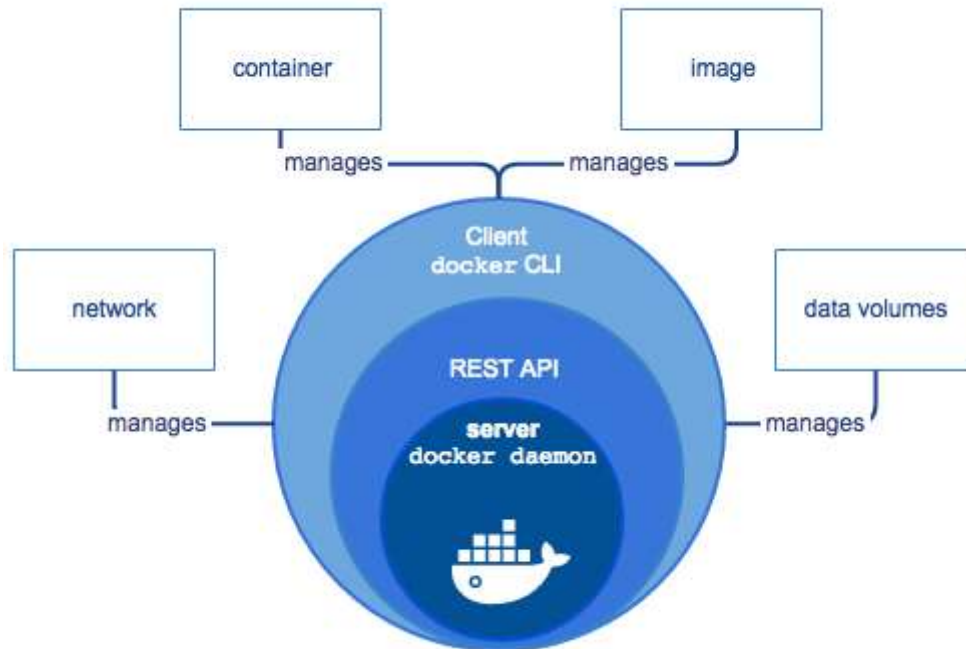 container
image
manages
manages
Client
docker CLI
network
data volumes
REST API
manages
manages
server
docker daemon